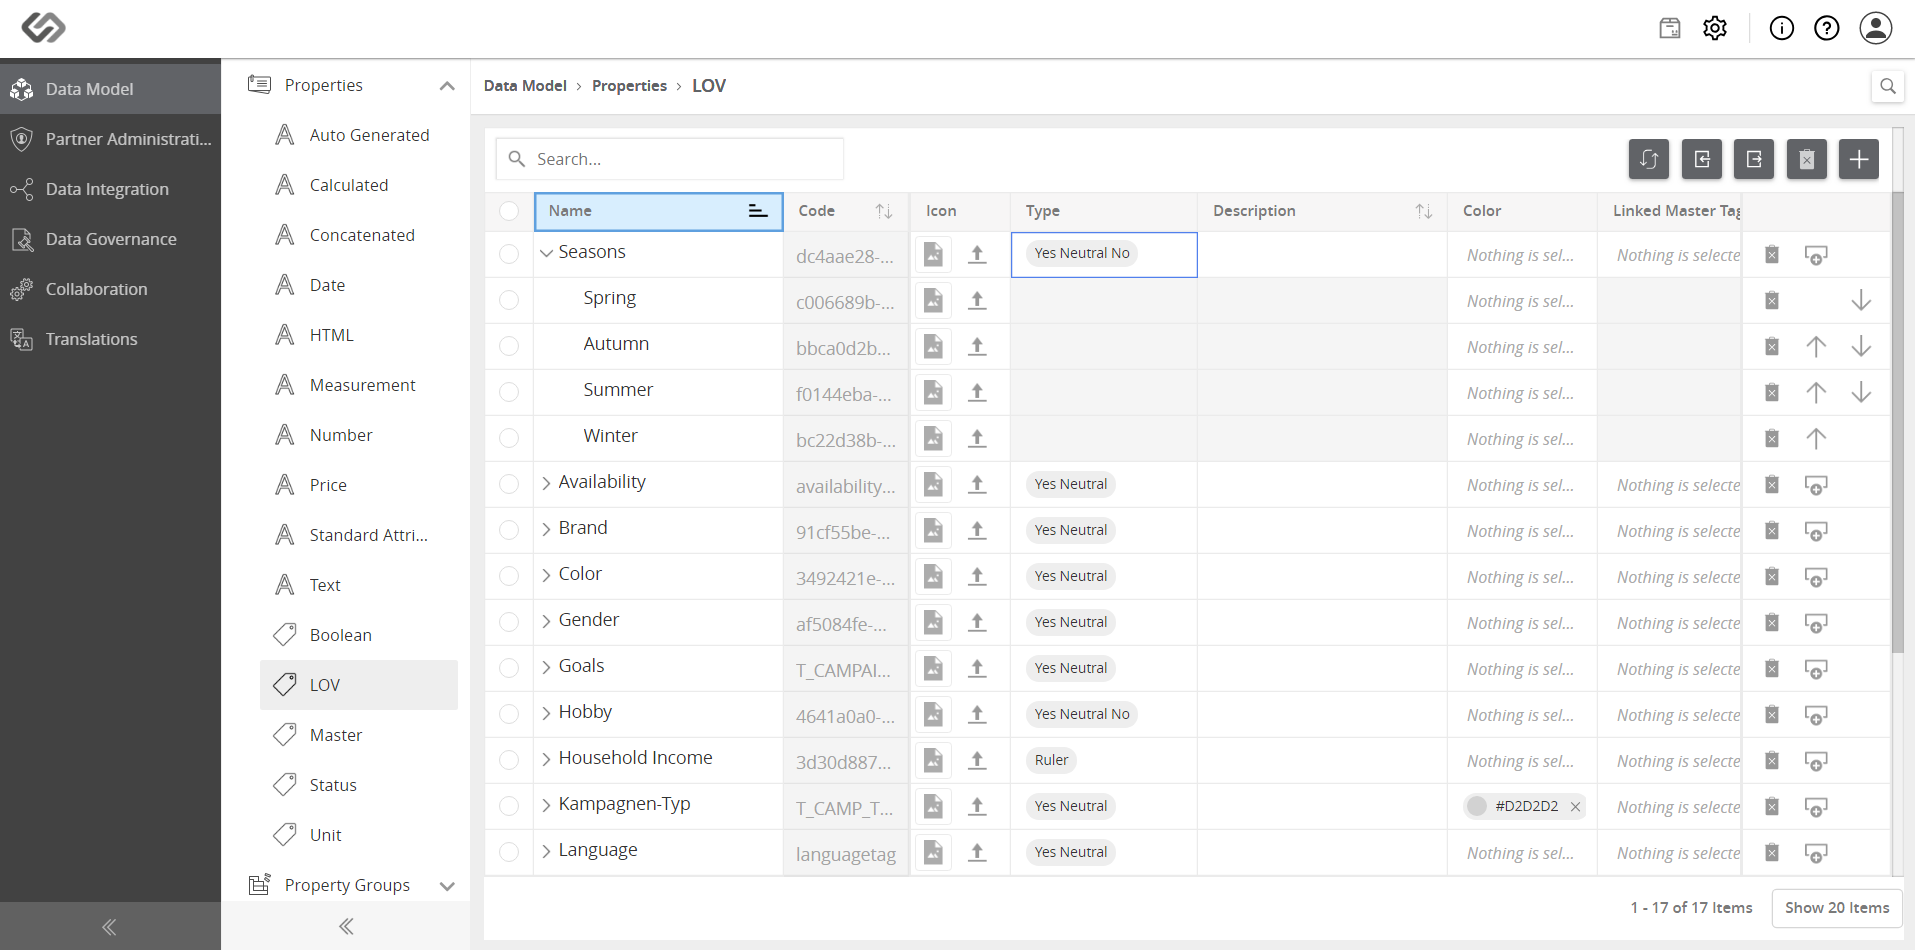 Data Model
Partner Administrati...
Data Integration
Data Governance
Collaboration
Translations
Properties
Auto Generated
Calculated
Concatenated
Date
HTML
Measurement
Number
Price
Standard Attri...
Text
Boolean
LOV
Master
Status
Unit
Property Groups
Data Model > Properties > LOV
Search...
Name Code Icon Type Description Color Linked Master Tag
Seasons dc4aae28-... Yes Neutral No Nothing is sel... Nothing is selecte
Spring c006689b-... Nothing is sel...
Autumn bbca0d2b... Nothing is sel...
Summer f0144eba-... Nothing is sel...
Winter bc22d38b-... Nothing is sel...
Availability availability... Yes Neutral Nothing is sel... Nothing is selecte
Brand 91cf55be-... Yes Neutral Nothing is sel... Nothing is selecte
Color 3492421e-... Yes Neutral Nothing is sel... Nothing is selecte
Gender af5084fe-... Yes Neutral Nothing is sel... Nothing is selecte
Goals T_CAMPAI... Yes Neutral Nothing is sel... Nothing is selecte
Hobby 4641a0a0-... Yes Neutral No Nothing is sel... Nothing is selecte
Household Income 3d30d887... Ruler Nothing is sel... Nothing is selecte
Kampagnen-Typ T_CAMP_T... Yes Neutral #D2D2D2 Nothing is selecte
Language languagetag Yes Neutral Nothing is sel... Nothing is selecte
1 - 17 of 17 Items Show 20 Items